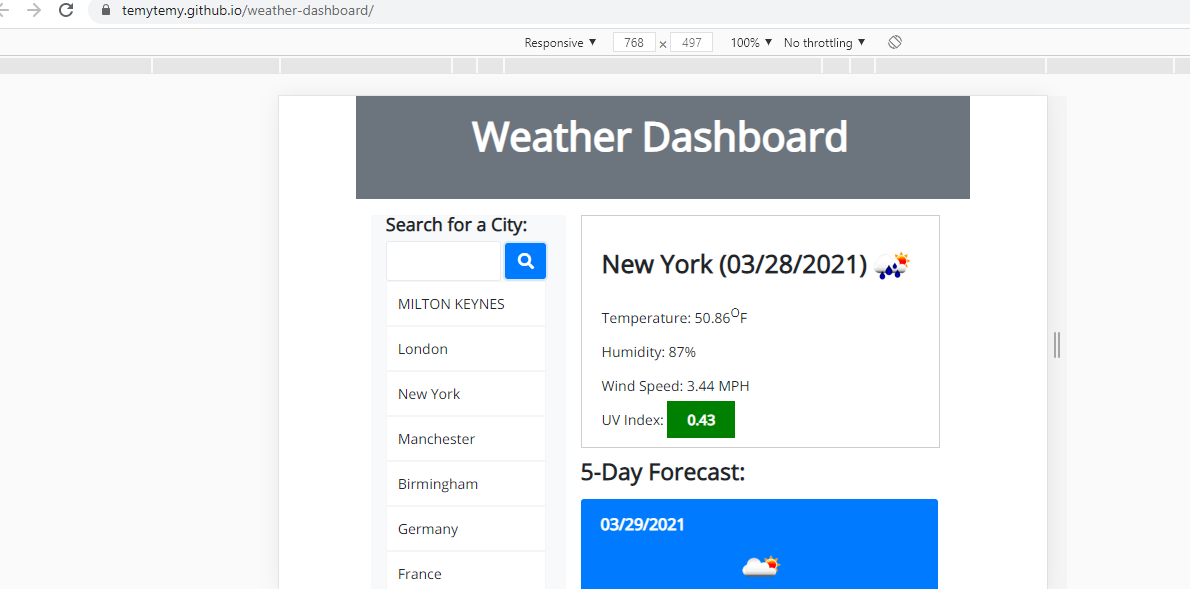 temytemy.github.io/weather-dashboard/
Responsive ▼ 768 × 497 100% ▼ No throttling ▼
Weather Dashboard
Search for a City:
MILTON KEYNES
London
New York
Manchester
Birmingham
Germany
France
New York (03/28/2021)
Temperature: 50.86OF
Humidity: 87%
Wind Speed: 3.44 MPH
UV Index: 0.43
5-Day Forecast:
03/29/2021